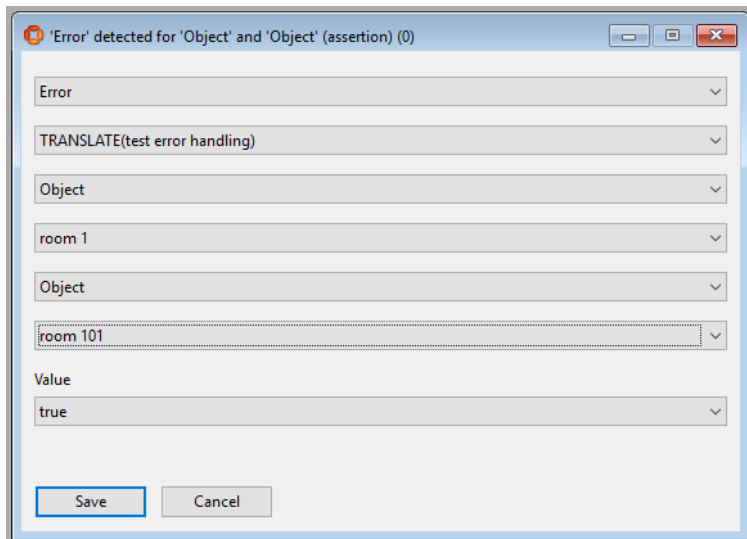 'Error' detected for 'Object' and 'Object' (assertion) (0)
Error
TRANSLATE(test error handling)
Object
room 1
Object
room 101
Value
true
Save Cancel